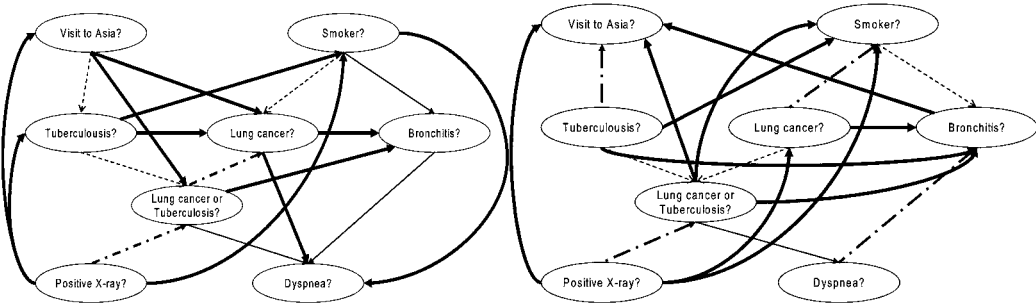 Visit to Asia?
Smoker?
Tuberculousis?
Lung cancer?
Bronchitis?
Lung cancer or
Tuberculosis?
Positive X-ray?
Dyspnea?
Visit to Asia?
Smoker?
Tuberculousis?
Lung cancer?
Bronchitis?
Lung cancer or
Tuberculosis?
Positive X-ray?
Dyspnea?